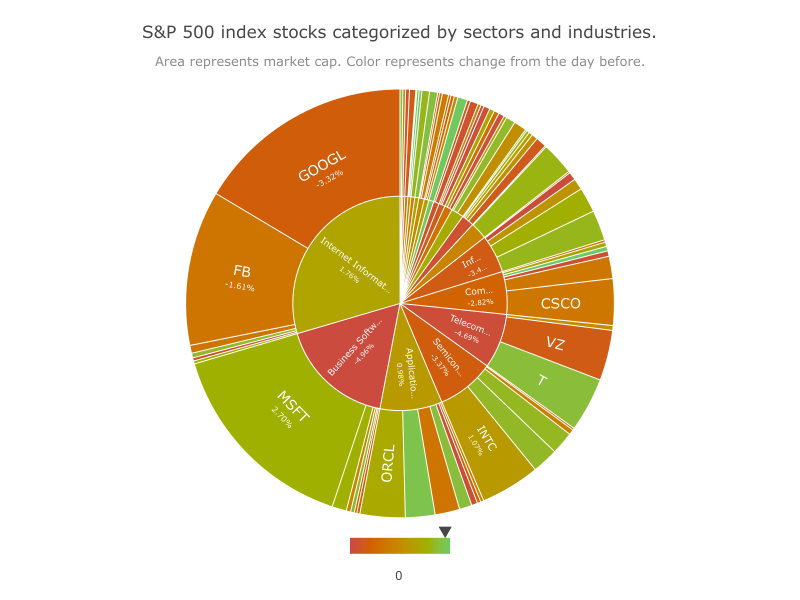 S&P 500 index stocks categorized by sectors and industries.
Area represents market cap. Color represents change from the day before.
GOOGL
-3.32%
FB
-1.61%
Internet Informat...
1.76%
Inf...
-3.4...
Com...
-2.82%
CSCO
Telecom...
-4.69%
VZ
T
Business Softw...
-4.96%
Applicatio...
0.98%
Semicon...
-3.37%
MSFT
2.70%
ORCL
INTC
1.07%
0